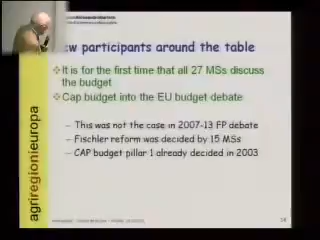 w participants around the table
It is for the first time that all 27 MSs discuss
the budget
Cap budget into the EU budget debate
– This was not the case in 2007-13 FP debate
– Fischler reform was decided by 15 MSs
– CAP budget pillar 1 already decided in 2003
agriregionieuropa